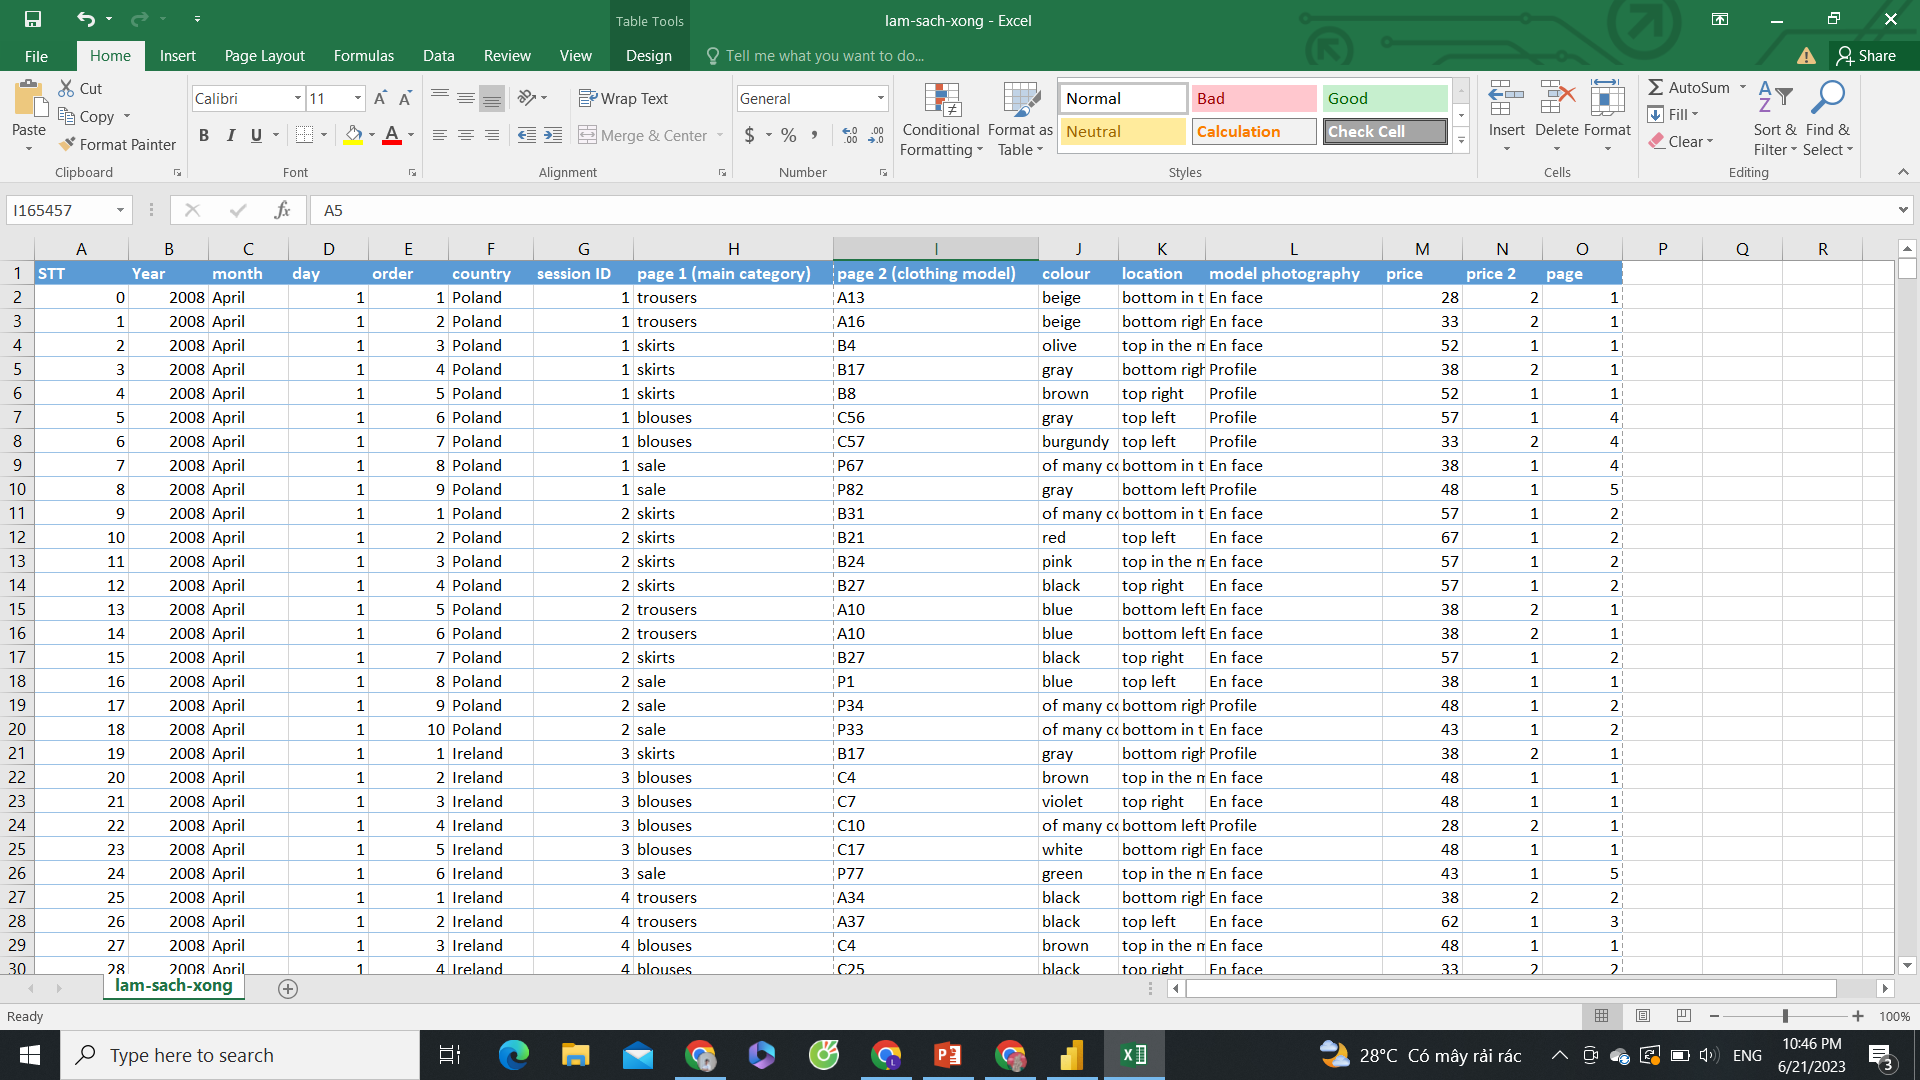 Table Tools
lam-sach-xong - Excel
File Home Insert Page Layout Formulas Data Review View Design Tell me what you want to do... Share
Paste
Cut
Copy
Format Painter
Clipboard
Calibri 11
B I U
Font
Wrap Text
Merge & Center
Alignment
General
$ % ,
Number
Conditional Formatting
Format as Table
Normal Bad Good
Neutral Calculation Check Cell
Styles
Insert Delete Format
Cells
AutoSum
Fill
Clear
Sort & Filter
Find & Select
Editing
I165457 fx A5
A B C D E F G H I J K L M N O P Q R
1 STT Year month day order country session ID page 1 (main category) page 2 (clothing model) colour location model photography price price 2 page
2 0 2008 April 1 1 Poland 1 trousers A13 beige bottom in t En face 28 2 1
3 1 2008 April 1 2 Poland 1 trousers A16 beige bottom righ En face 33 2 1
4 2 2008 April 1 3 Poland 1 skirts B4 olive top in the m En face 52 1 1
5 3 2008 April 1 4 Poland 1 skirts B17 gray bottom righ Profile 38 2 1
6 4 2008 April 1 5 Poland 1 skirts B8 brown top right Profile 52 1 1
7 5 2008 April 1 6 Poland 1 blouses C56 gray top left Profile 57 1 4
8 6 2008 April 1 7 Poland 1 blouses C57 burgundy top left Profile 33 2 4
9 7 2008 April 1 8 Poland 1 sale P67 of many co bottom in t En face 38 1 4
10 8 2008 April 1 9 Poland 1 sale P82 gray bottom left Profile 48 1 5
11 9 2008 April 1 1 Poland 2 skirts B31 of many co bottom in t En face 57 1 2
12 10 2008 April 1 2 Poland 2 skirts B21 red top left En face 67 1 2
13 11 2008 April 1 3 Poland 2 skirts B24 pink top in the m En face 57 1 2
14 12 2008 April 1 4 Poland 2 skirts B27 black top right En face 57 1 2
15 13 2008 April 1 5 Poland 2 trousers A10 blue bottom left En face 38 2 1
16 14 2008 April 1 6 Poland 2 trousers A10 blue bottom left En face 38 2 1
17 15 2008 April 1 7 Poland 2 skirts B27 black top right En face 57 1 2
18 16 2008 April 1 8 Poland 2 sale P1 blue top left En face 38 1 1
19 17 2008 April 1 9 Poland 2 sale P34 of many co bottom righ Profile 48 1 2
20 18 2008 April 1 10 Poland 2 sale P33 of many co bottom in t En face 43 1 2
21 19 2008 April 1 1 Ireland 3 skirts B17 gray bottom righ Profile 38 2 1
22 20 2008 April 1 2 Ireland 3 blouses C4 brown top in the m En face 48 1 1
23 21 2008 April 1 3 Ireland 3 blouses C7 violet top right En face 48 1 1
24 22 2008 April 1 4 Ireland 3 blouses C10 of many co bottom left Profile 28 2 1
25 23 2008 April 1 5 Ireland 3 blouses C17 white bottom righ En face 48 1 1
26 24 2008 April 1 6 Ireland 3 sale P77 green top in the m En face 43 1 5
27 25 2008 April 1 1 Ireland 4 trousers A34 black bottom righ En face 38 2 2
28 26 2008 April 1 2 Ireland 4 trousers A37 black top left En face 62 1 3
29 27 2008 April 1 3 Ireland 4 blouses C4 brown top in the m En face 48 1 1
30 28 2008 April 1 4 Ireland 4 blouses C25 black top right En face 33 2 2
lam-sach-xong
Ready 100%
Type here to search
28°C Có mây rải rác
ENG
10:46 PM
6/21/2023
3